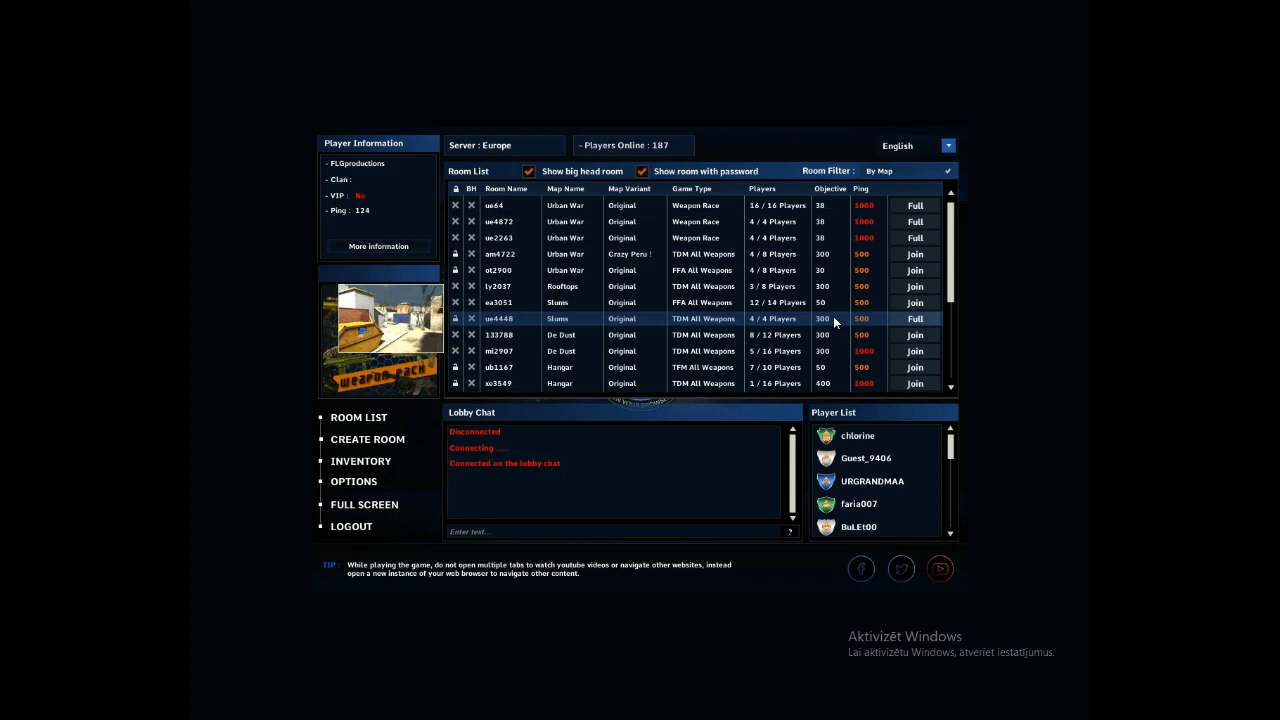 Player Information
- FLGproductions
- Clan :
- VIP : No
- Ping : 124
More information
WEAPON PACK
ROOM LIST
CREATE ROOM
INVENTORY
OPTIONS
FULL SCREEN
LOGOUT
Server : Europe
- Players Online : 187
English
Room List
Show big head room
Show room with password
Room Filter :
By Map
BH Room Name Map Name Map Variant Game Type Players Objective Ping
ue64 Urban War Original Weapon Race 16 / 16 Players 38 1000 Full
ue4872 Urban War Original Weapon Race 4 / 4 Players 38 1000 Full
ue2263 Urban War Original Weapon Race 4 / 4 Players 38 1000 Full
am4722 Urban War Crazy Peru ! TDM All Weapons 4 / 8 Players 300 500 Join
ot2900 Urban War Original FFA All Weapons 4 / 8 Players 30 500 Join
ly2037 Rooftops Original TDM All Weapons 3 / 8 Players 300 500 Join
ea3051 Slums Original FFA All Weapons 12 / 14 Players 50 500 Join
ue4448 Slums Original TDM All Weapons 4 / 4 Players 300 500 Full
133788 De Dust Original TDM All Weapons 8 / 12 Players 300 500 Join
mi2907 De Dust Original TDM All Weapons 5 / 16 Players 300 1000 Join
ub1167 Hangar Original TFM All Weapons 7 / 10 Players 50 500 Join
xe3549 Hangar Original TDM All Weapons 1 / 16 Players 400 1000 Join
Lobby Chat
Disconnected
Connecting .....
Connected on the lobby chat
Enter text...
?
Player List
chlorine
Guest_9406
URGRANDMAA
faria007
BuLEt00
TIP : While playing the game, do not open multiple tabs to watch youtube videos or navigate other websites, instead
open a new instance of your web browser to navigate other content.
Aktivizēt Windows
Lai aktivizētu Windows, atveriet iestatījumus.